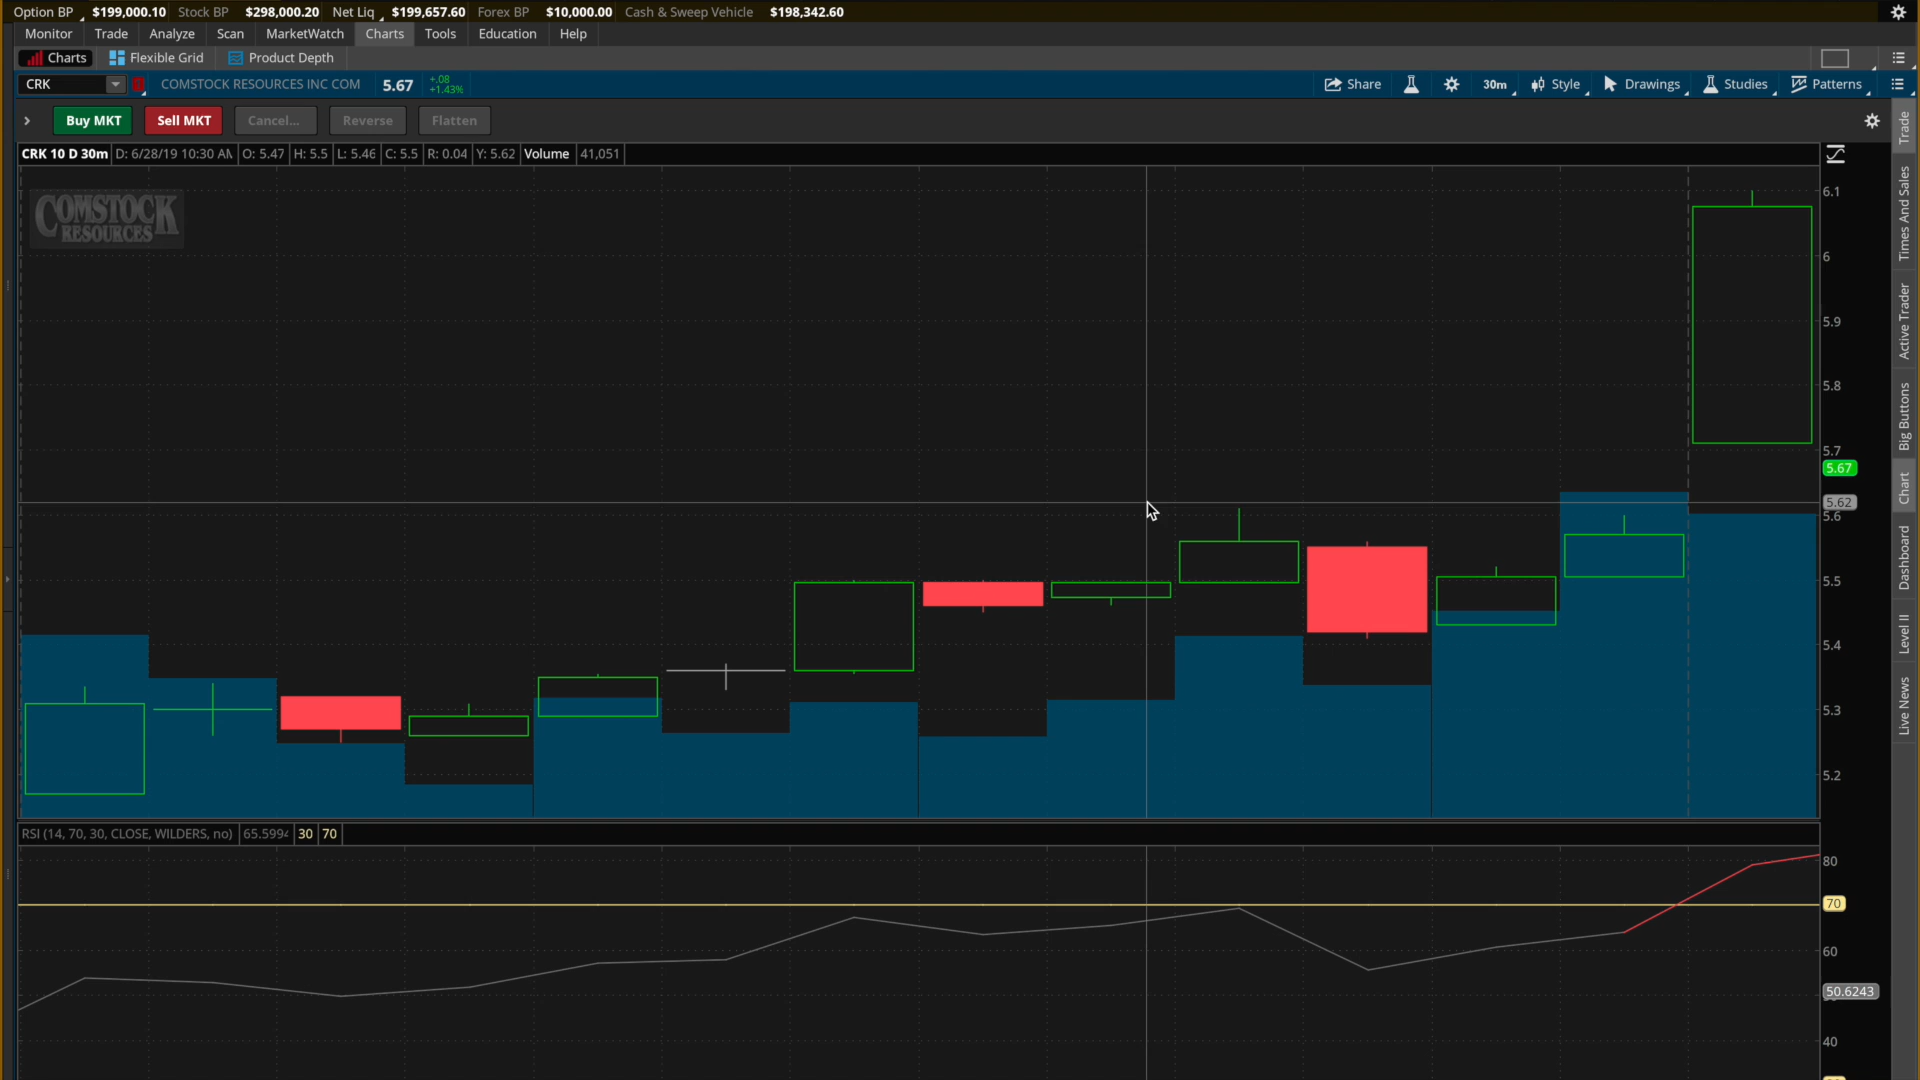 Option BP $199,000.10 Stock BP $298,000.20 Net Liq $199,657.60 Forex BP $10,000.00 Cash & Sweep Vehicle $198,342.60
Monitor Trade Analyze Scan MarketWatch Charts Tools Education Help
Charts Flexible Grid Product Depth
CRK COMSTOCK RESOURCES INC COM 5.67 +.08 +1.43% Share 30m Style Drawings Studies Patterns
Buy MKT Sell MKT Cancel... Reverse Flatten
CRK 10 D 30m D: 6/28/19 10:30 AM O: 5.47 H: 5.5 L: 5.46 C: 5.5 R: 0.04 Y: 5.62 Volume 41,051
COMSTOCK
RESOURCES
6.1
6
5.9
5.8
5.7
5.67
5.62
5.6
5.5
5.4
5.3
5.2
RSI (14, 70, 30, CLOSE, WILDERS, no) 65.599 30 70
80
70
60
50.6243
40
Trade
Times And Sales
Active Trader
Big Buttons
Chart
Dashboard
Level II
Live News